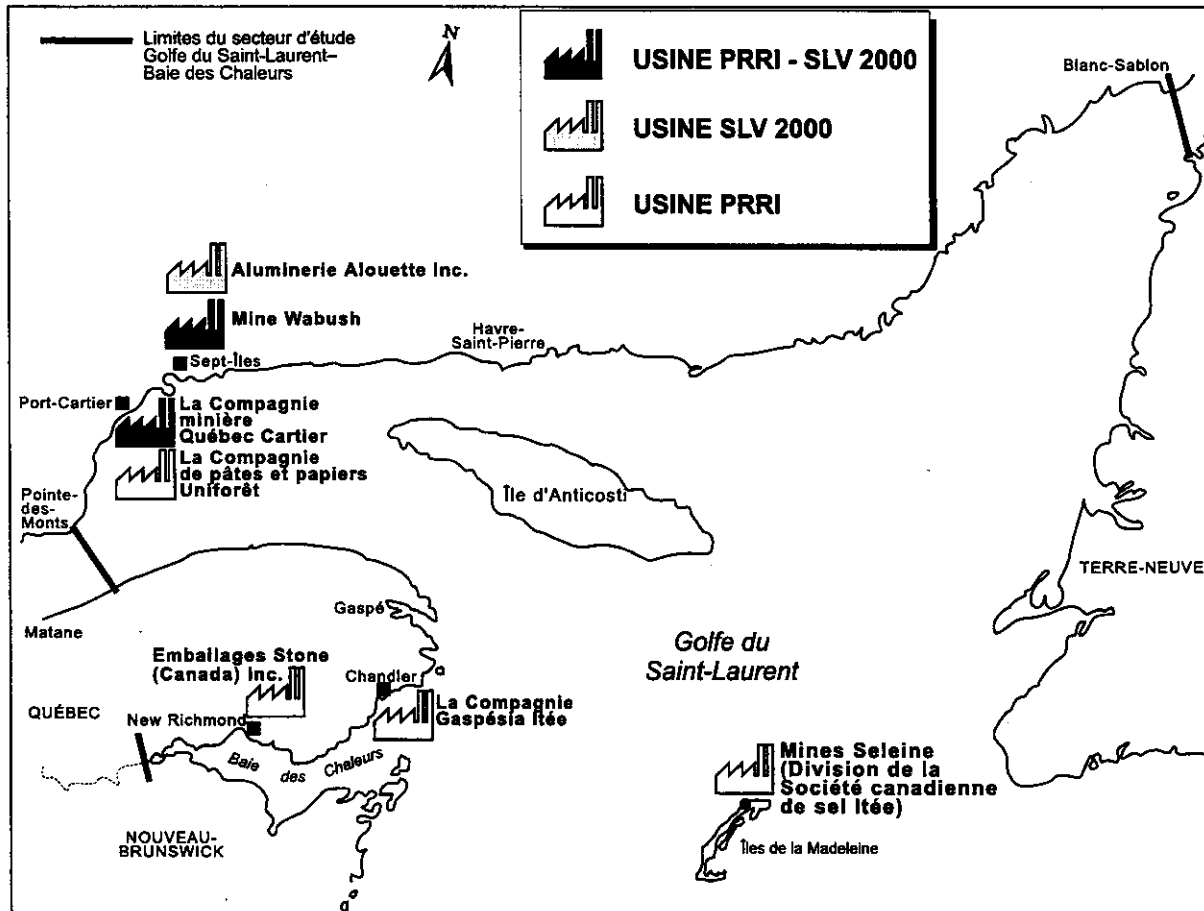 Limites du secteur d'étude
Golfe du Saint-Laurent–
Baie des Chaleurs
N
USINE PRRI - SLV 2000
USINE SLV 2000
USINE PRRI
Blanc-Sablon
Aluminerie Alouette Inc.
Mine Wabush
Sept-Îles
Havre-
Saint-Pierre
Port-Cartier
La Compagnie
minière
Québec Cartier
La Compagnie
de pâtes et papiers
Uniforêt
Pointe-
des-
Monts
Île d'Anticosti
TERRE-NEUVE
Matane
Gaspé
Golfe du
Saint-Laurent
Emballages Stone
(Canada) Inc.
Chandler
La Compagnie
Gaspésia ltée
QUÉBEC
New Richmond
Baie des Chaleurs
Mines Seleine
(Division de la
Société canadienne
de sel ltée)
NOUVEAU-
BRUNSWICK
Îles de la Madeleine